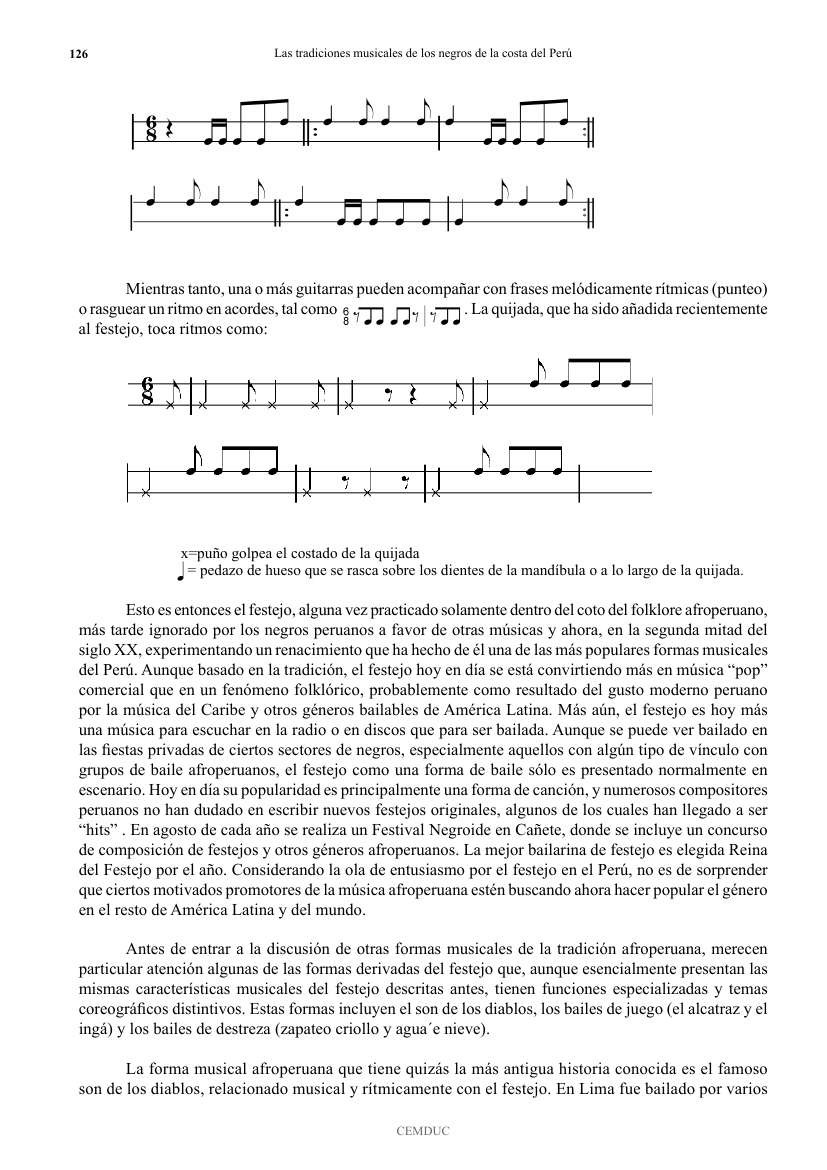 126
Las tradiciones musicales de los negros de la costa del Perú
6
8
Mientras tanto, una o más guitarras pueden acompañar con frases melódicamente rítmicas (punteo)
o rasguear un ritmo en acordes, tal como 6 8 . La quijada, que ha sido añadida recientemente
al festejo, toca ritmos como:
6
8
x=puño golpea el costado de la quijada
= pedazo de hueso que se rasca sobre los dientes de la mandíbula o a lo largo de la quijada.
Esto es entonces el festejo, alguna vez practicado solamente dentro del coto del folklore afroperuano,
más tarde ignorado por los negros peruanos a favor de otras músicas y ahora, en la segunda mitad del
siglo XX, experimentando un renacimiento que ha hecho de él una de las más populares formas musicales
del Perú. Aunque basado en la tradición, el festejo hoy en día se está convirtiendo más en música “pop”
comercial que en un fenómeno folklórico, probablemente como resultado del gusto moderno peruano
por la música del Caribe y otros géneros bailables de América Latina. Más aún, el festejo es hoy más
una música para escuchar en la radio o en discos que para ser bailada. Aunque se puede ver bailado en
las fiestas privadas de ciertos sectores de negros, especialmente aquellos con algún tipo de vínculo con
grupos de baile afroperuanos, el festejo como una forma de baile sólo es presentado normalmente en
escenario. Hoy en día su popularidad es principalmente una forma de canción, y numerosos compositores
peruanos no han dudado en escribir nuevos festejos originales, algunos de los cuales han llegado a ser
“hits” . En agosto de cada año se realiza un Festival Negroide en Cañete, donde se incluye un concurso
de composición de festejos y otros géneros afroperuanos. La mejor bailarina de festejo es elegida Reina
del Festejo por el año. Considerando la ola de entusiasmo por el festejo en el Perú, no es de sorprender
que ciertos motivados promotores de la música afroperuana estén buscando ahora hacer popular el género
en el resto de América Latina y del mundo.
Antes de entrar a la discusión de otras formas musicales de la tradición afroperuana, merecen
particular atención algunas de las formas derivadas del festejo que, aunque esencialmente presentan las
mismas características musicales del festejo descritas antes, tienen funciones especializadas y temas
coreográficos distintivos. Estas formas incluyen el son de los diablos, los bailes de juego (el alcatraz y el
ingá) y los bailes de destreza (zapateo criollo y agua´e nieve).
La forma musical afroperuana que tiene quizás la más antigua historia conocida es el famoso
son de los diablos, relacionado musical y rítmicamente con el festejo. En Lima fue bailado por varios
CEMDUC